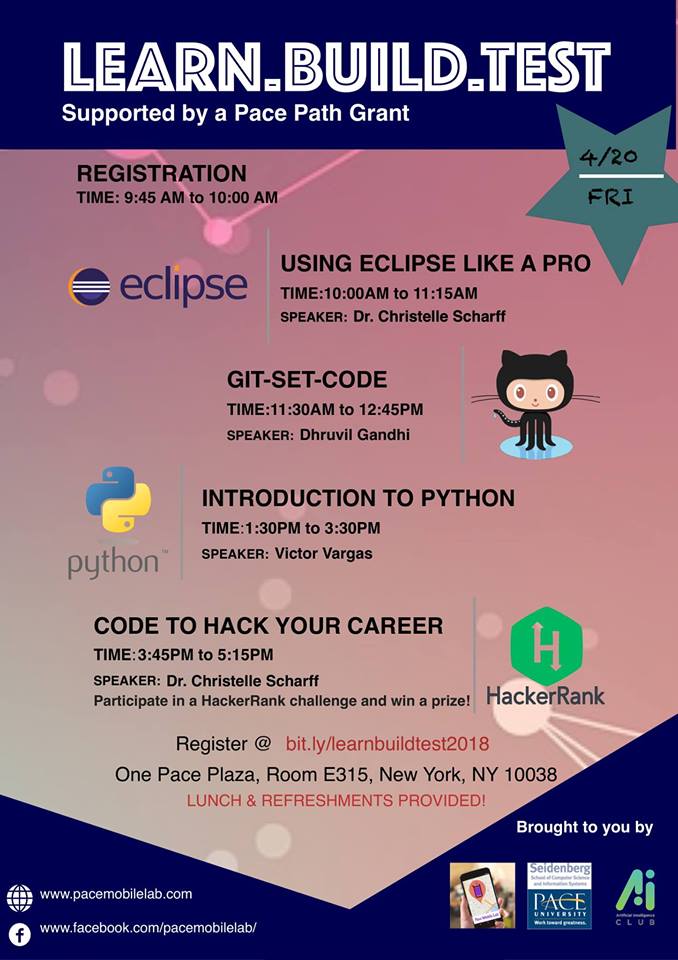 LEARN.BUILD.TEST
Supported by a Pace Path Grant
4/20
FRI
REGISTRATION
TIME: 9:45 AM to 10:00 AM
eclipse
USING ECLIPSE LIKE A PRO
TIME:10:00AM to 11:15AM
SPEAKER: Dr. Christelle Scharff
GIT-SET-CODE
TIME:11:30AM to 12:45PM
SPEAKER: Dhruvil Gandhi
python™
INTRODUCTION TO PYTHON
TIME:1:30PM to 3:30PM
SPEAKER: Victor Vargas
CODE TO HACK YOUR CAREER
TIME:3:45PM to 5:15PM
SPEAKER: Dr. Christelle Scharff
Participate in a HackerRank challenge and win a prize!
H
HackerRank
Register @ bit.ly/learnbuildtest2018
One Pace Plaza, Room E315, New York, NY 10038
LUNCH & REFRESHMENTS PROVIDED!
Brought to you by
Seidenberg
School of Computer Science
and Information Systems
PACE
UNIVERSITY
Work toward greatness.
Ai
Artificial Intelligence
CLUB
www.pacemobilelab.com
www.facebook.com/pacemobilelab/